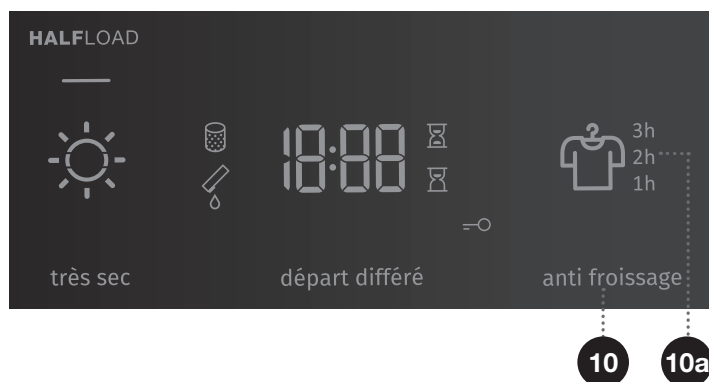 HALFLOAD
18:88
3h
2h
1h
très sec
départ différé
anti froissage
10
10a